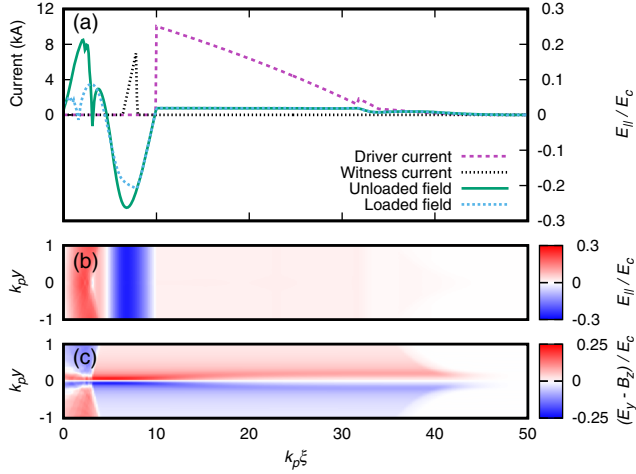 (a)
Current (kA)
12
8
4
0
0.3
0.2
0.1
0
-0.1
-0.2
-0.3
E∥ / Ec
Driver current
Witness current
Unloaded field
Loaded field
(b)
kpy
1
0
-1
0.3
-0.3
E∥ / Ec
(c)
kpy
1
0
-1
0.25
-0.25
(Ey - Bz) / Ec
0 10 20 30 40 50
kpξ